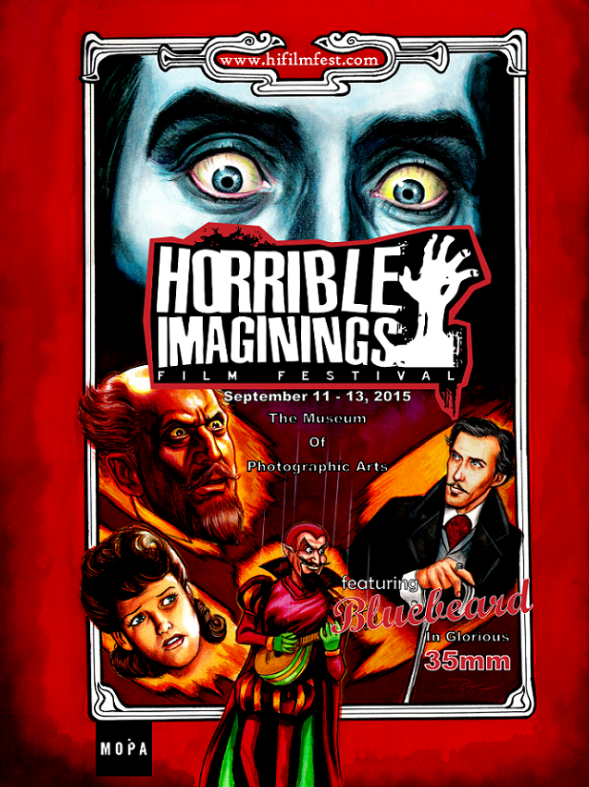 www.hifilmfest.com
HORRIBLE
IMAGININGS
FILM FESTIVAL
September 11 - 13, 2015
The Museum
Of
Photographic Arts
featuring
Bluebeard
In Glorious
35mm
MOPA